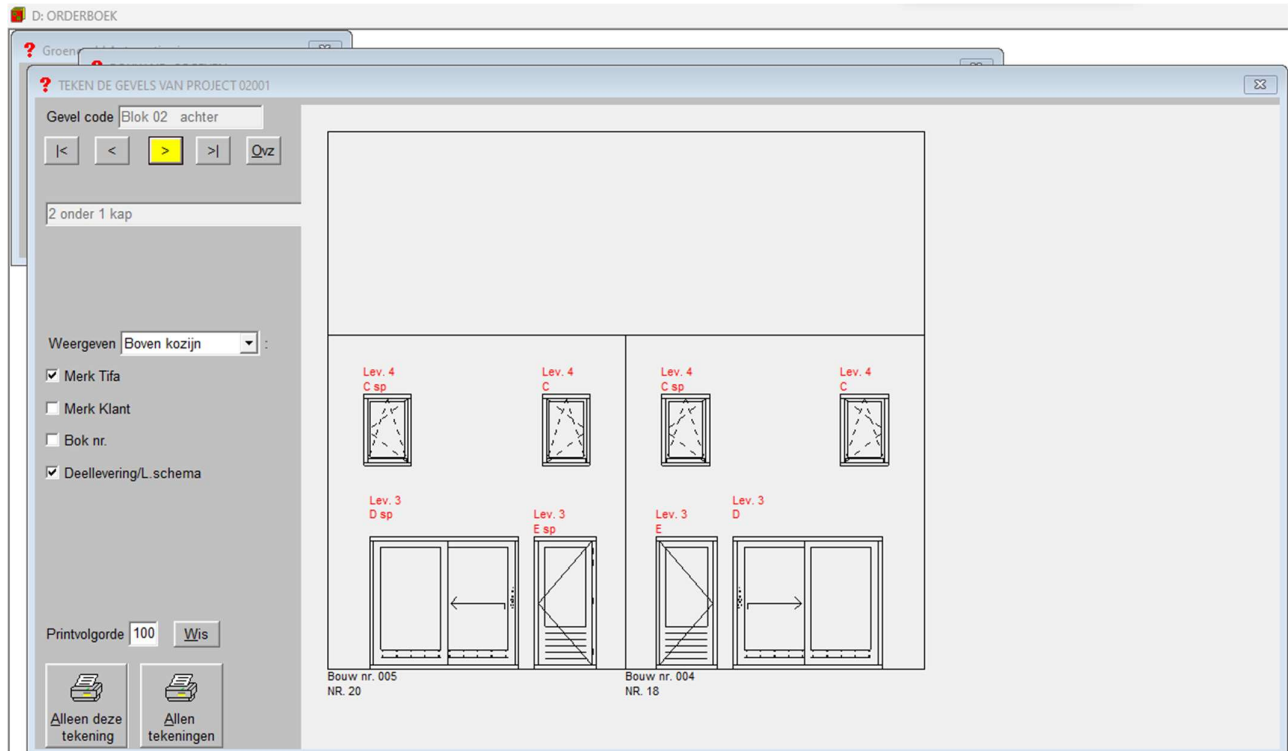 D: ORDERBOEK
TEKEN DE GEVELS VAN PROJECT 02001
Gevel code Blok 02 achter
|< < > >| Ovz
2 onder 1 kap
Weergeven Boven kozijn :
Merk Tifa
Merk Klant
Bok nr.
Deellevering/L.schema
Printvolgorde 100 Wis
Alleen deze tekening
Allen tekeningen
Lev. 4
C sp
Lev. 4
C
Lev. 4
C sp
Lev. 4
C
Lev. 3
D sp
Lev. 3
E sp
Lev. 3
E
Lev. 3
D
Bouw nr. 005
NR. 20
Bouw nr. 004
NR. 18